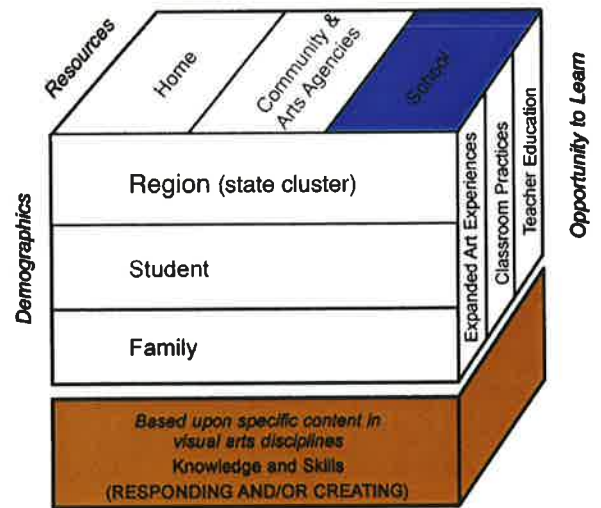 Resources
Home
Community &
Arts Agencies
School
Demographics
Region (state cluster)
Student
Family
Expanded Art Experiences
Classroom Practices
Teacher Education
Opportunity to Learn
Based upon specific content in
visual arts disciplines
Knowledge and Skills
(RESPONDING AND/OR CREATING)